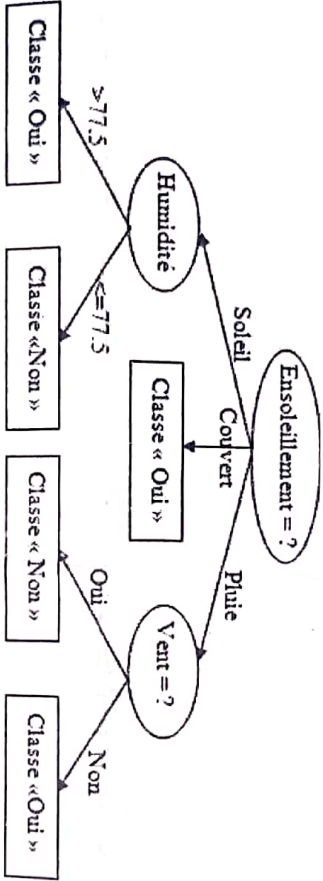 Ensoleillement = ?
Soleil
Couvert
Pluie
Humidité
Classe « Oui »
Vent = ?
>77.5
<=77.5
Oui
Non
Classe « Oui »
Classe «Non »
Classe « Non »
Classe «Oui »